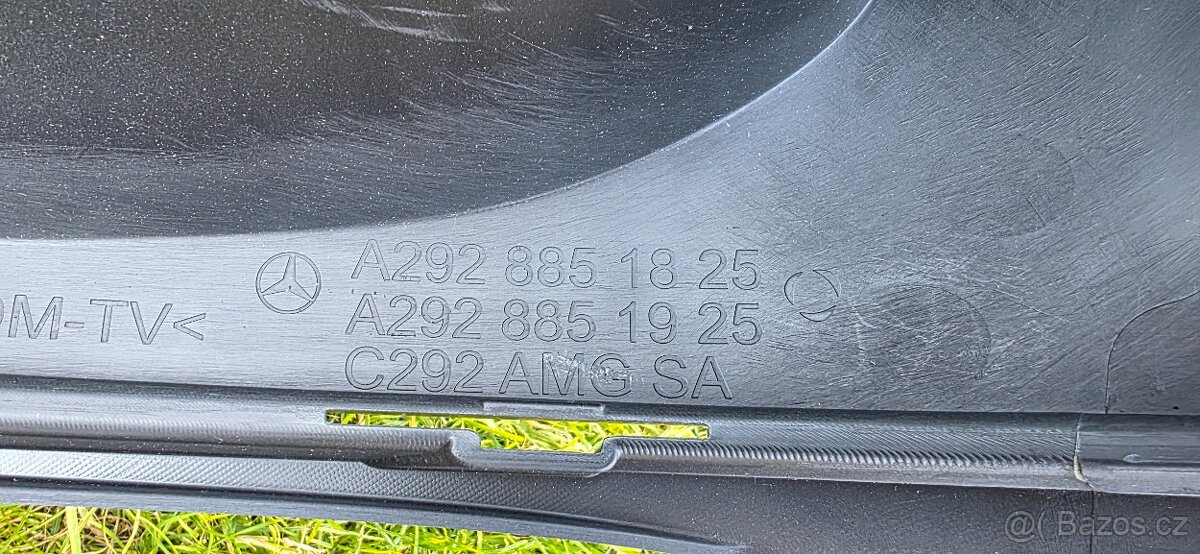 A292 885 18 25
A292 885 19 25
C292 AMG SA
M-TV<
@( Bazos.cz